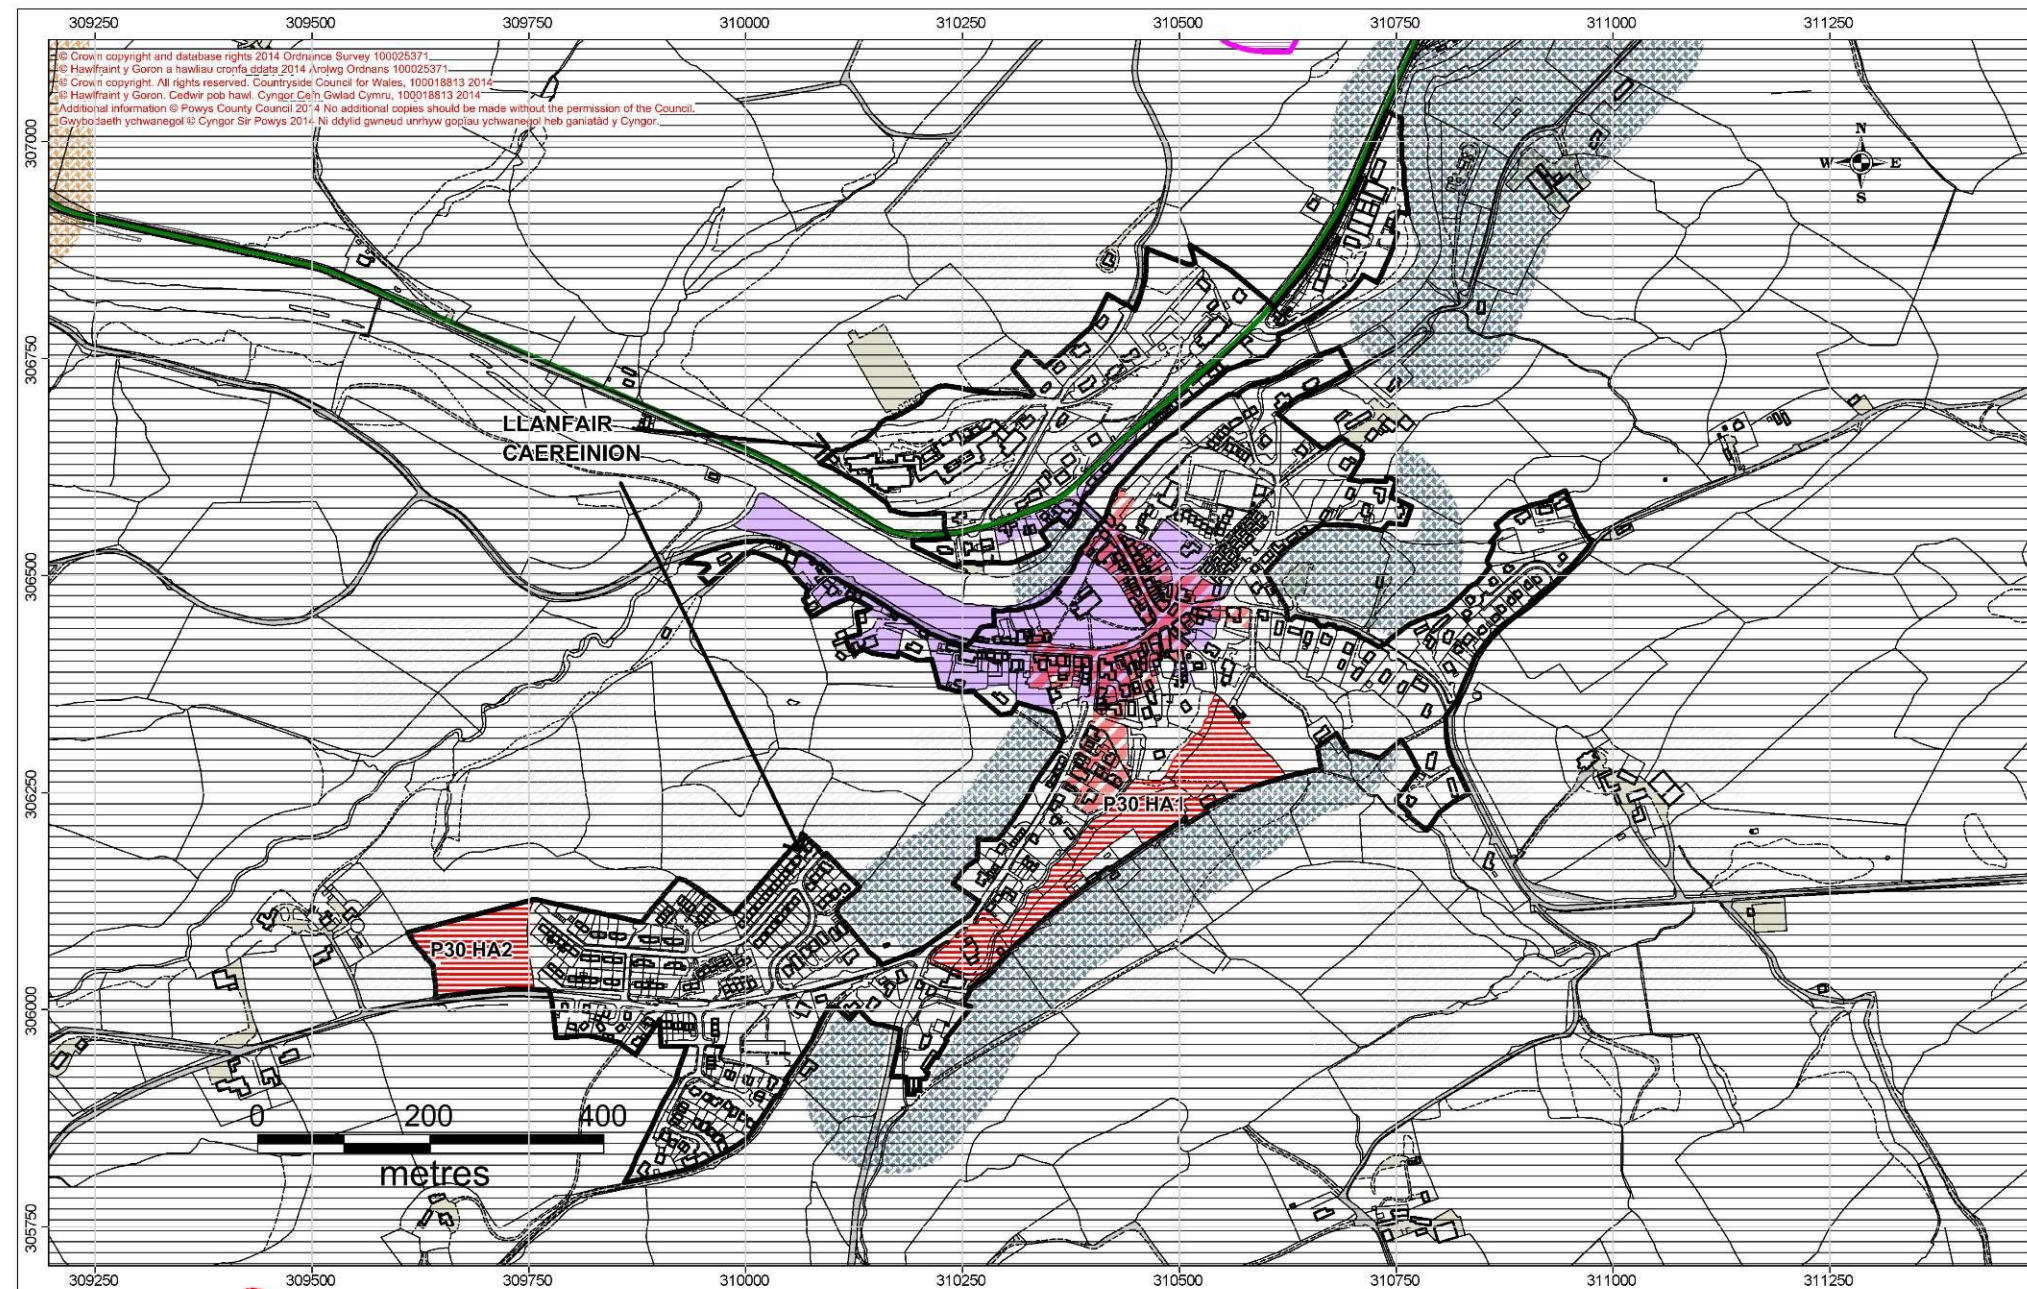 309250 309500 309750 310000 310250 310500 310750 311000 311250
© Crown copyright and database rights 2014 Ordnance Survey 100025371
© Hawlfraint y Goron a hawliau cronfa ddata 2014 Arolwg Ordnans 100025371
© Crown copyright. All rights reserved. Countryside Council for Wales, 100018813 2014
© Hawlfraint y Goron. Cedwir pob hawl. Cyngor Cefn Gwlad Cymru, 100018813 2014
Additional information © Powys County Council 2014 No additional copies should be made without the permission of the Council.
Gwybodaeth ychwanegol © Cyngor Sir Powys 2014 Ni ddylid gwneud unrhyw gopïau ychwanegol heb ganiatâd y Cyngor.
307000
N
W E
S
306750
LLANFAIR
CAEREINION
306500
306250
P30 HA1
P30 HA2
306000
0 200 400
metres
305750
309250 309500 309750 310000 310250 310500 310750 311000 311250